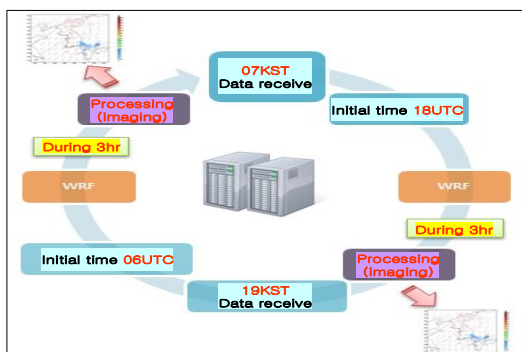 07KST
Data receive
Initial time 18UTC
WRF
During 3hr
Processing
(imaging)
19KST
Data receive
Initial time 06UTC
WRF
During 3hr
Processing
(imaging)